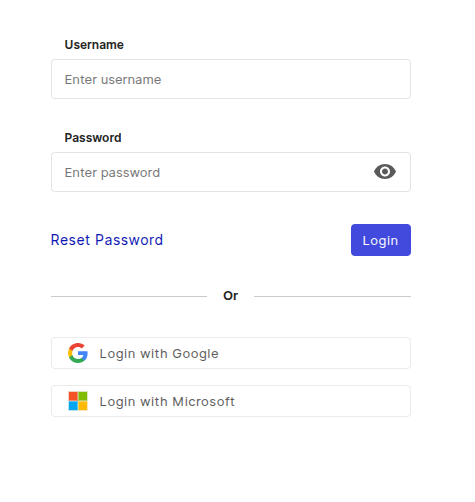 Username
Enter username
Password
Enter password
Reset Password Login
Or
Login with Google
Login with Microsoft